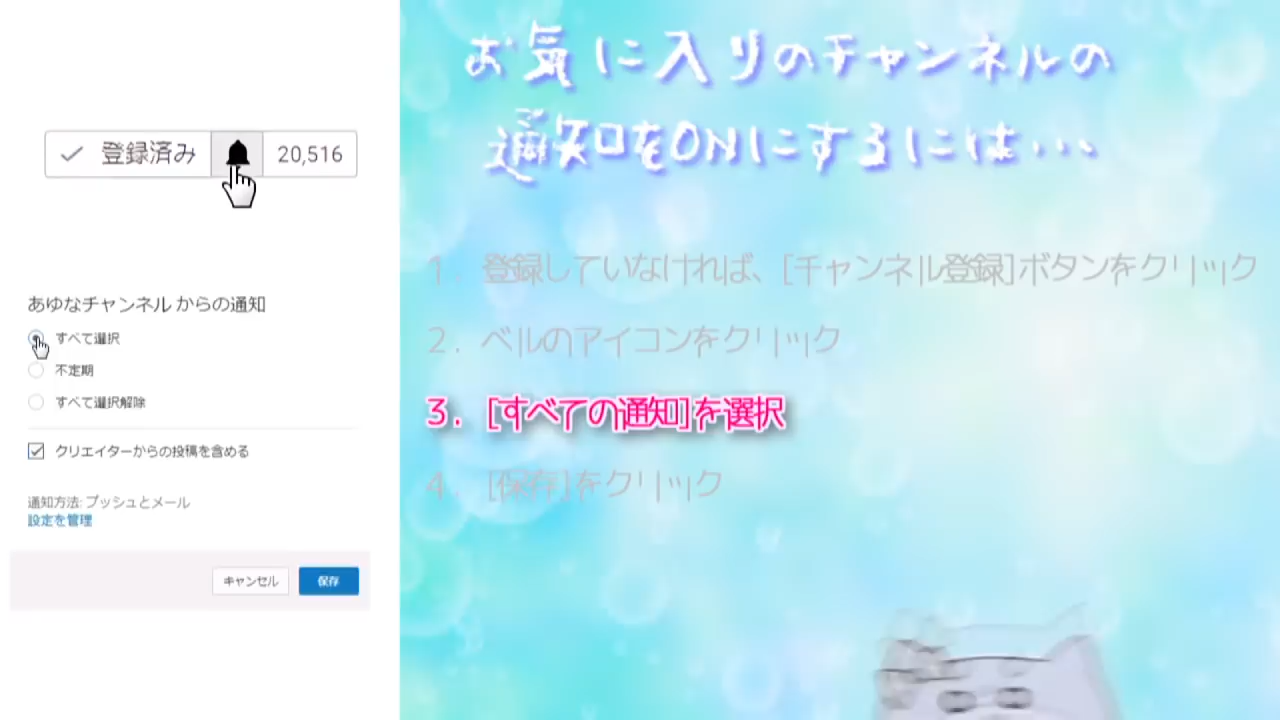 登録済み 20,516
あゆなチャンネル からの通知
すべて選択
不定期
すべて選択解除
クリエイターからの投稿を含める
通知方法: プッシュとメール
設定を管理
キャンセル 保存
お気に入りのチャンネルの
通知をONにするには・・・
1. 登録していなければ、[チャンネル登録]ボタンをクリック
2. ベルのアイコンをクリック
3. [すべての通知]を選択
4. [保存]をクリック